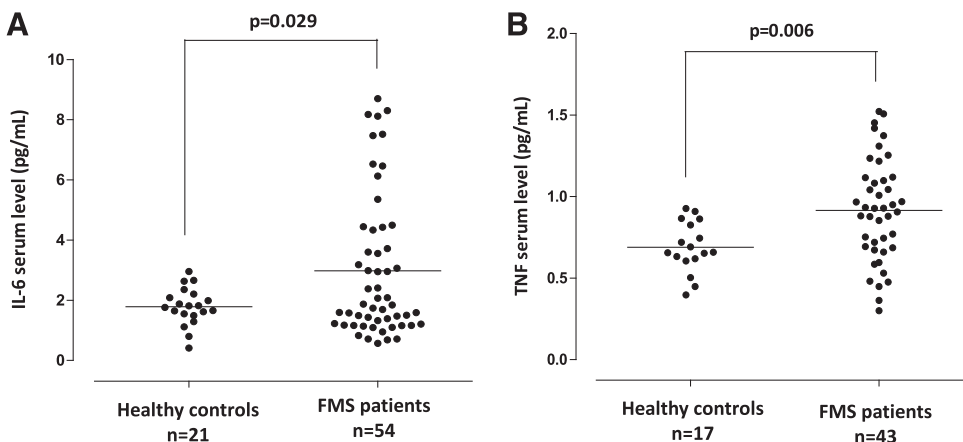 A
p=0.029
IL-6 serum level (pg/mL)
10
8
6
4
2
0
Healthy controls
n=21
FMS patients
n=54
B
p=0.006
TNF serum level (pg/mL)
2.0
1.5
1.0
0.5
0.0
Healthy controls
n=17
FMS patients
n=43